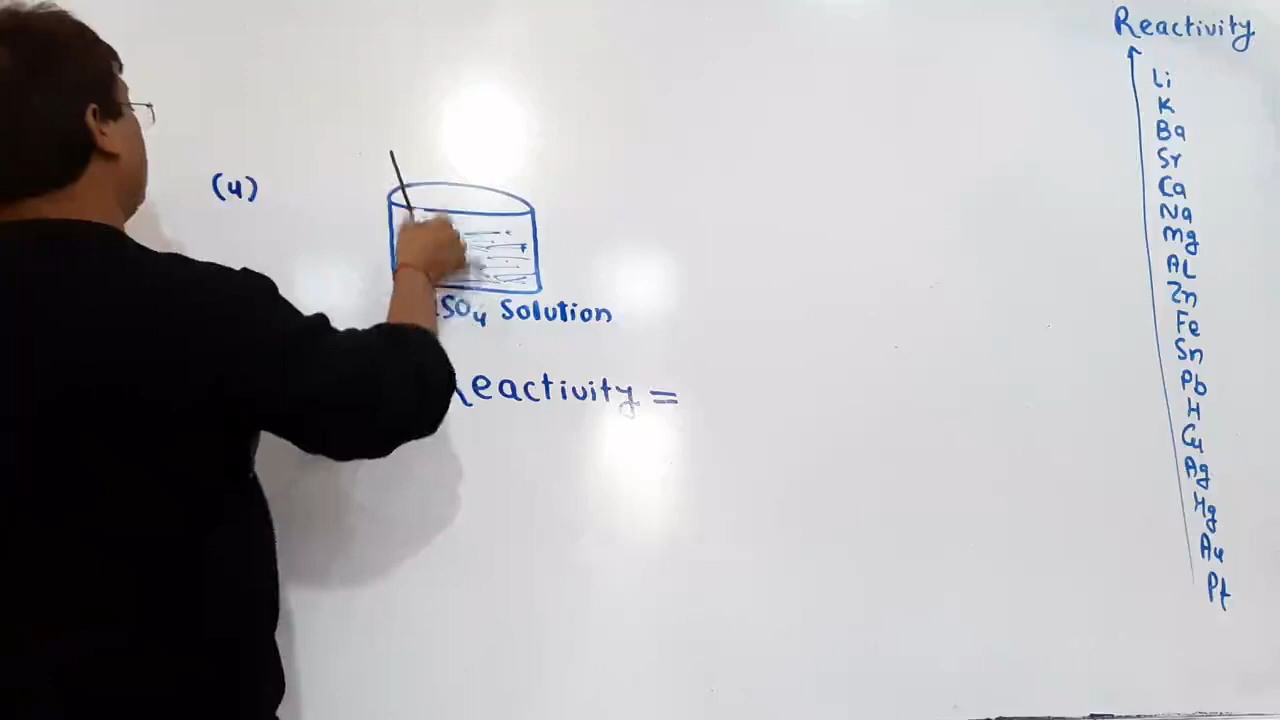 (4)
SO₄ Solution
Reactivity =
Reactivity
Li
K
Ba
Sr
Ca
Na
Mg
AL
Zn
Fe
Sn
Pb
H
Cu
Ag
Hg
Au
Pt